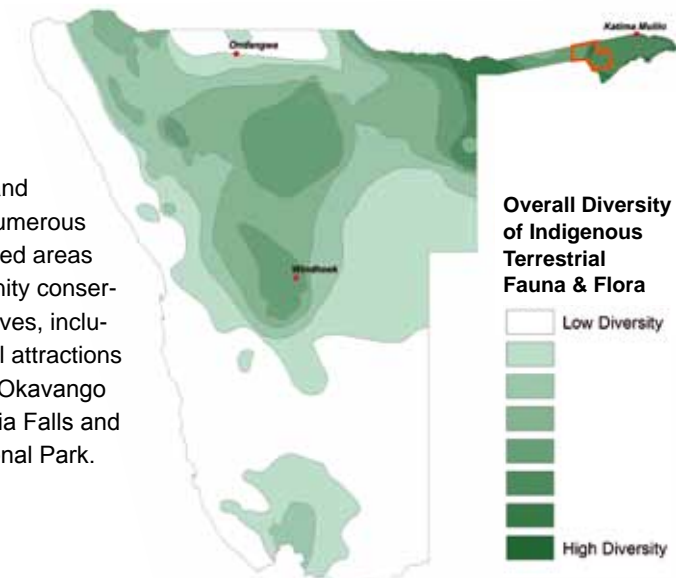 Ondangwa
Katima Mulilo
Windhoek
and
numerous
ed areas
nity conser-
ves, inclu-
l attractions
Okavango
ia Falls and
nal Park.
Overall Diversity
of Indigenous
Terrestrial
Fauna & Flora
Low Diversity
High Diversity